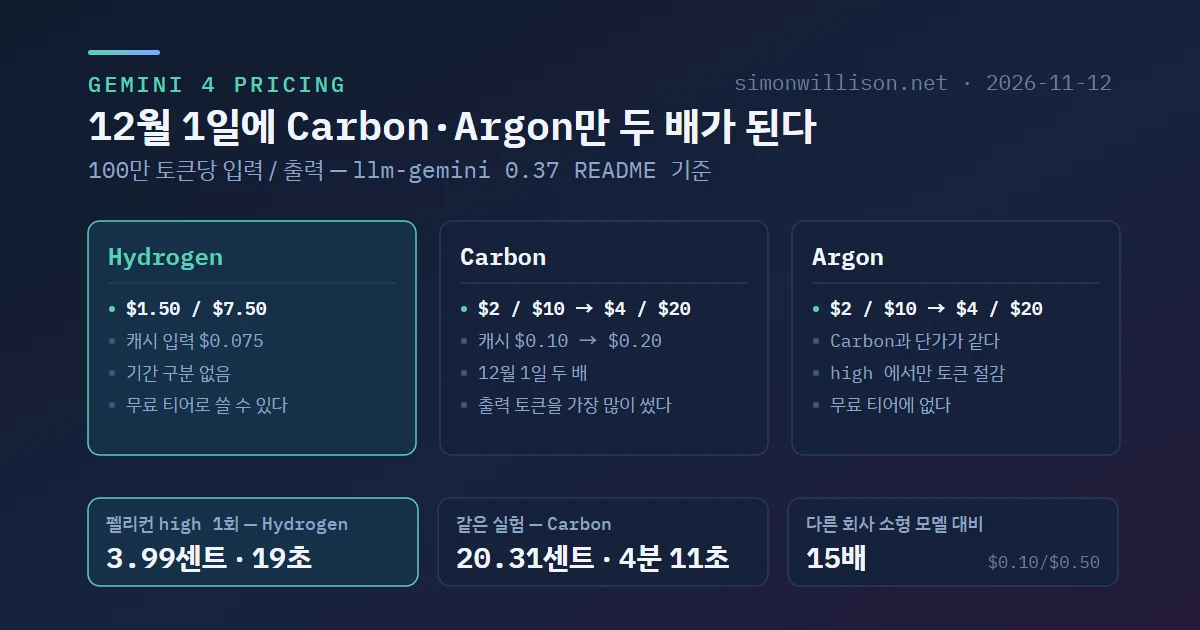 GEMINI 4 PRICING
simonwillison.net · 2026-11-12
12월 1일에 Carbon·Argon만 두 배가 된다
100만 토큰당 입력 / 출력 — llm-gemini 0.37 README 기준
Hydrogen
$1.50 / $7.50
캐시 입력 $0.075
기간 구분 없음
무료 티어로 쓸 수 있다
Carbon
$2 / $10 → $4 / $20
캐시 $0.10 → $0.20
12월 1일 두 배
출력 토큰을 가장 많이 썼다
Argon
$2 / $10 → $4 / $20
Carbon과 단가가 같다
high 에서만 토큰 절감
무료 티어에 없다
펠리컨 high 1회 — Hydrogen
3.99센트 · 19초
같은 실험 — Carbon
20.31센트 · 4분 11초
다른 회사 소형 모델 대비
15배
$0.10/$0.50